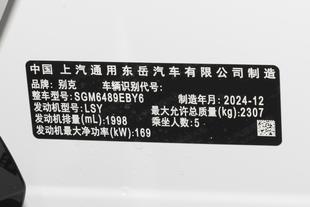 中国 上汽通用东岳汽车有限公司制造
品牌：别克 车辆识别代号：
整车型号：SGM6489EBY6 制造年月：2024-12
发动机型号：LSY 最大允许总质量(kg)：2307
发动机排量(mL)：1998 乘坐人数：5
发动机最大净功率(kW)：169